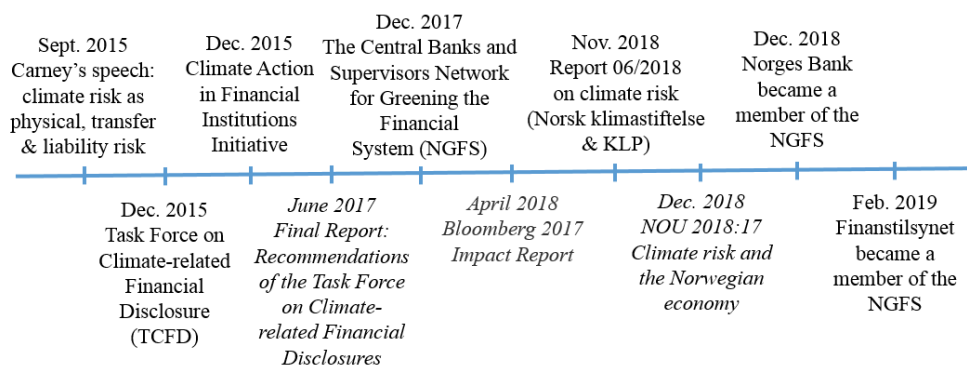 Sept. 2015
Carney's speech:
climate risk as
physical, transfer
& liability risk
Dec. 2015
Climate Action
in Financial
Institutions
Initiative
Dec. 2017
The Central Banks and
Supervisors Network
for Greening the
Financial
System (NGFS)
Nov. 2018
Report 06/2018
on climate risk
(Norsk klimastiftelse
& KLP)
Dec. 2018
Norges Bank
became a
member of the
NGFS
Dec. 2015
Task Force on
Climate-related
Financial
Disclosure
(TCFD)
June 2017
Final Report:
Recommendations
of the Task Force
on Climate-
related Financial
Disclosures
April 2018
Bloomberg 2017
Impact Report
Dec. 2018
NOU 2018:17
Climate risk and
the Norwegian
economy
Feb. 2019
Finanstilsynet
became a
member of the
NGFS